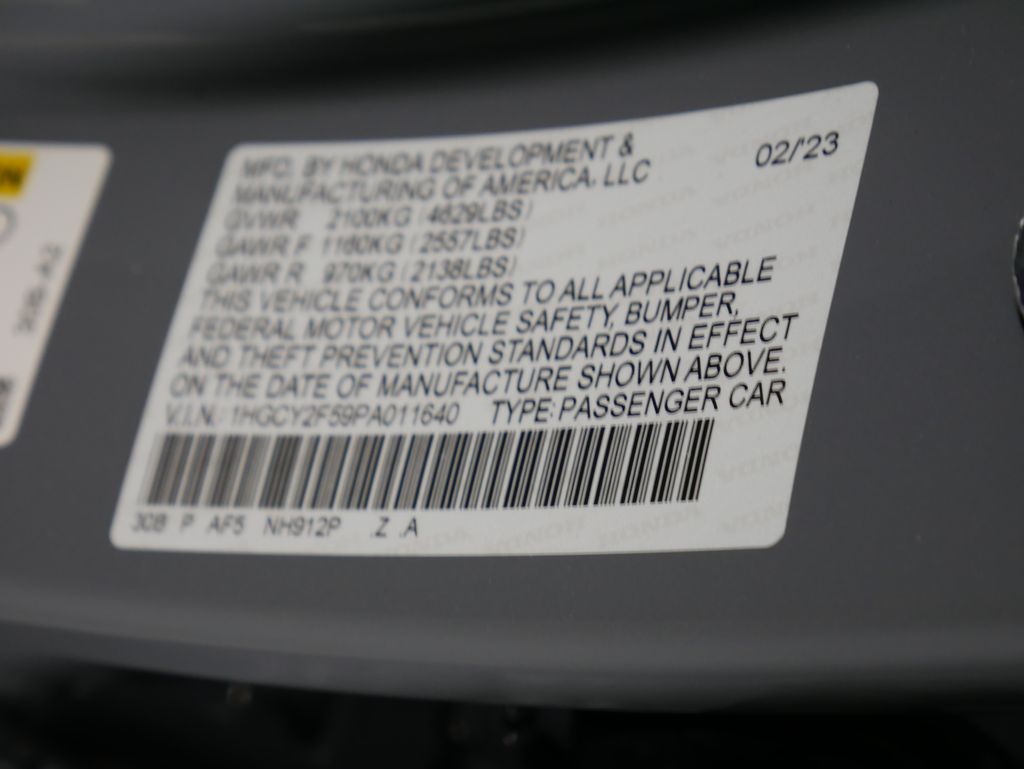 MFD. BY HONDA DEVELOPMENT &
MANUFACTURING OF AMERICA, LLC
02/'23
GVWR 2100KG (4629LBS)
GAWR F 1160KG (2557LBS)
GAWR R 970KG (2138LBS)
THIS VEHICLE CONFORMS TO ALL APPLICABLE
FEDERAL MOTOR VEHICLE SAFETY, BUMPER,
AND THEFT PREVENTION STANDARDS IN EFFECT
ON THE DATE OF MANUFACTURE SHOWN ABOVE.
V.I.N.: 1HGCY2F59PA011640 TYPE: PASSENGER CAR
30B P AF5 NH912P .Z .A
30B-A2